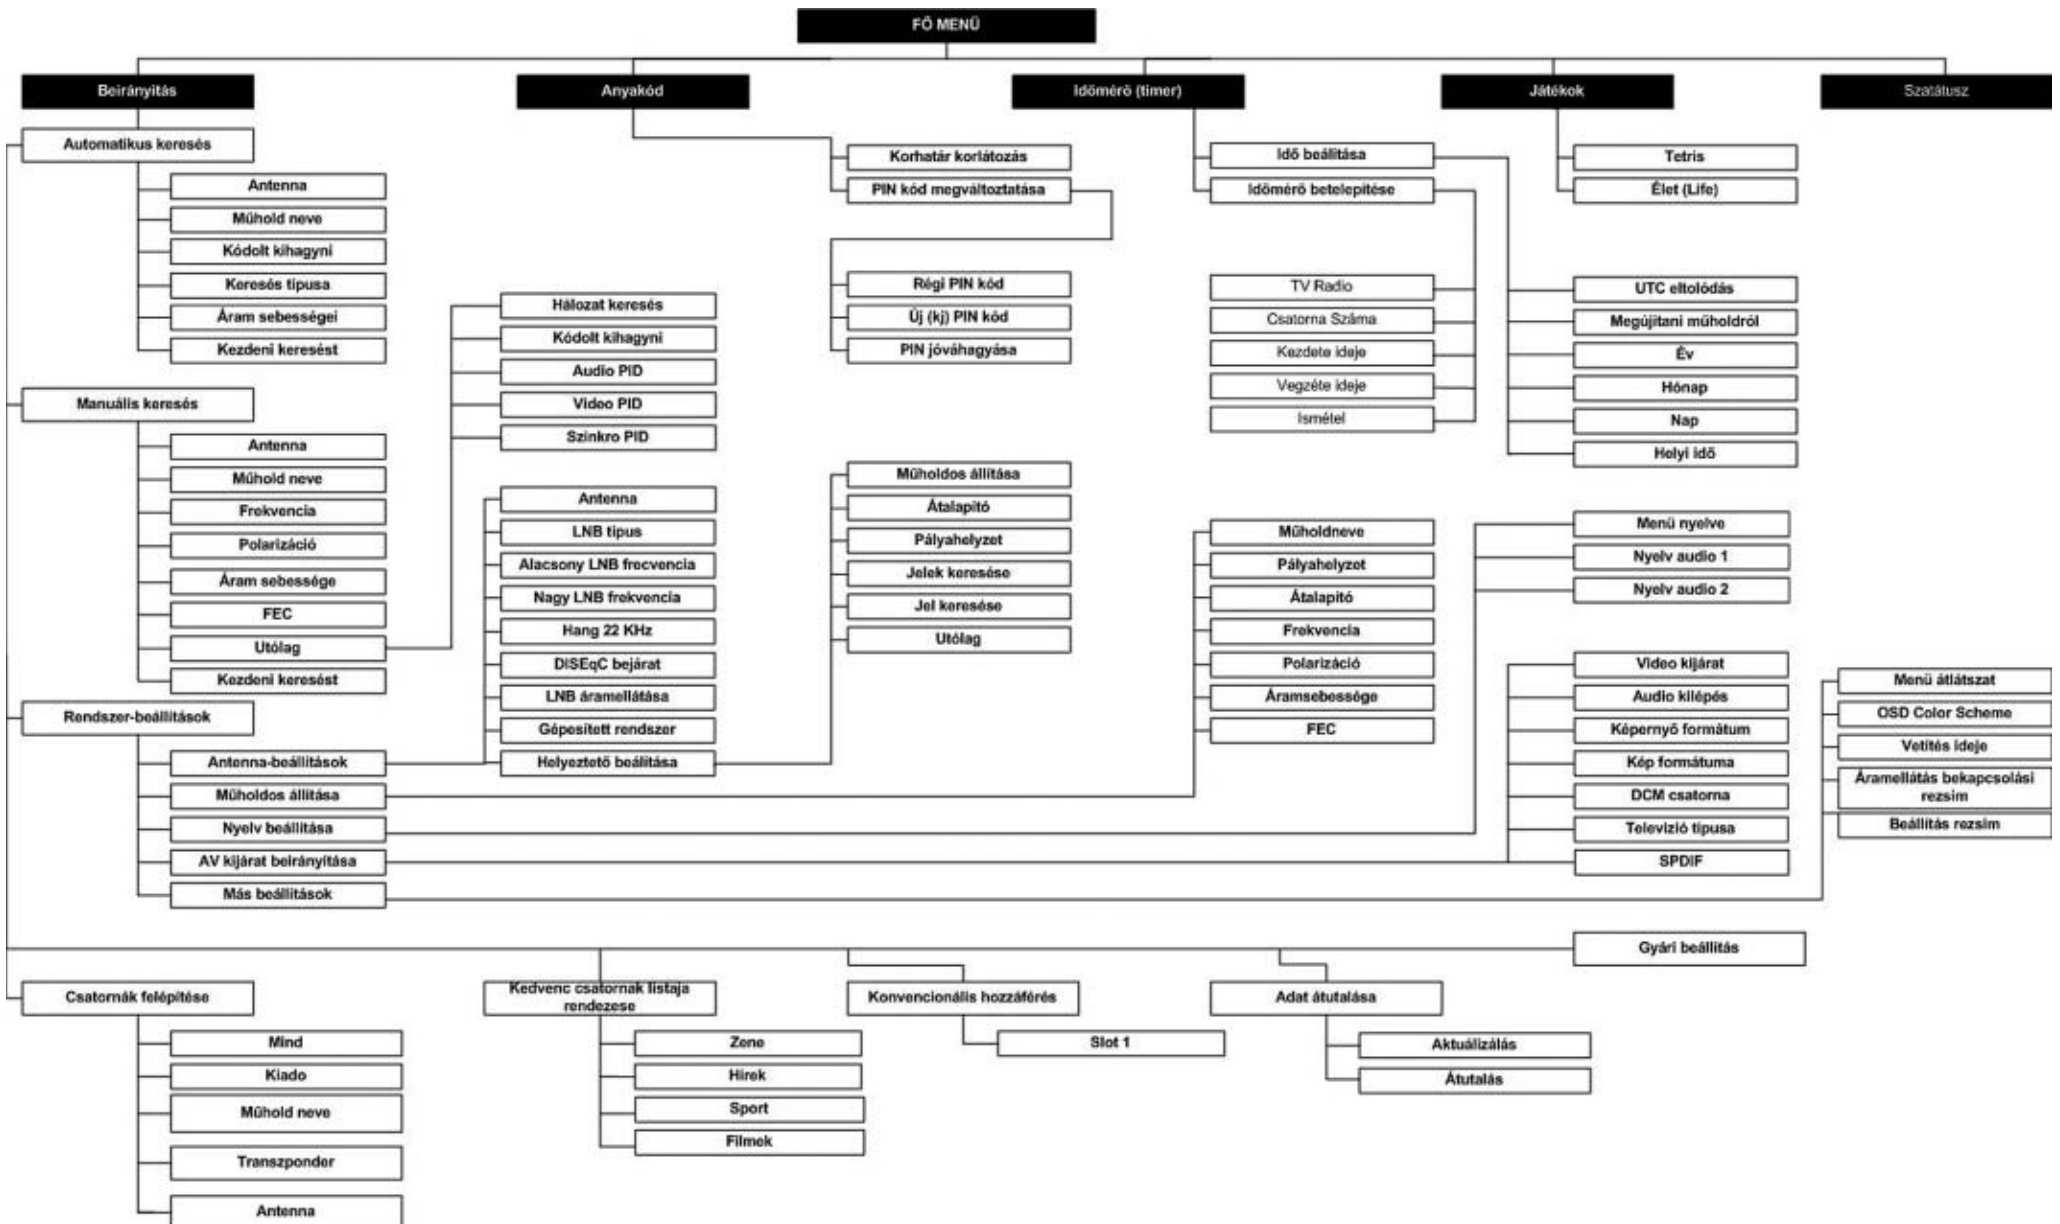 FŐ MENÜ
Beirányitás
Anyakód
Időmérő (timer)
Játékok
Szatátusz
Automatikus keresés
Antenna
Műhold neve
Kódolt kihagyni
Keresés tipusa
Áram sebességei
Kezdeni keresést
Manuális keresés
Antenna
Műhold neve
Frekvencia
Polarizáció
Áram sebessége
FEC
Utólag
Kezdeni keresést
Hálozat keresés
Kódolt kihagyni
Audio PID
Video PID
Szinkro PID
Rendszer-beállítások
Antenna-beállítások
Műholdos állítása
Nyelv beállítása
AV kijárat beirányítása
Más beállítások
Antenna
LNB tipus
Alacsony LNB frecvencia
Nagy LNB frekvencia
Hang 22 KHz
DISEqC bejárat
LNB áramellátása
Gépesített rendszer
Helyeztető beálítása
Műholdos állítása
Átalapító
Pályahelyzet
Jelek keresése
Jel keresése
Utólag
Műholdneve
Pályahelyzet
Átalapító
Frekvencia
Polarizáció
Áramsebessége
FEC
Menü nyelve
Nyelv audio 1
Nyelv audio 2
Video kijárat
Audio kilépés
Képernyő formátum
Kép formátuma
DCM csatorna
Televizió típusa
SPDIF
Menü átlátszat
OSD Color Scheme
Vetítés ideje
Áramellátás bekapcsolási
rezsim
Beállítás rezsim
Korhatár korlátozás
PIN kód megváltoztatása
Régi PIN kód
Új (kj) PIN kód
PIN jóváhagyása
Idő beálítása
Időmérő betelepítése
TV Radio
Csatorna Száma
Kezdete ideje
Vegzéte ideje
Ismétel
UTC eltolódás
Megújitani műholdról
Év
Hónap
Nap
Helyi idő
Tetris
Élet (Life)
Gyári beállítás
Csatornák felépítése
Mind
Kiado
Műhold neve
Transzponder
Antenna
Kedvenc csatornak listaja
rendezese
Zene
Hirek
Sport
Filmek
Konvencionális hozzáférés
Slot 1
Adat átutalása
Aktuálizálás
Átutalás